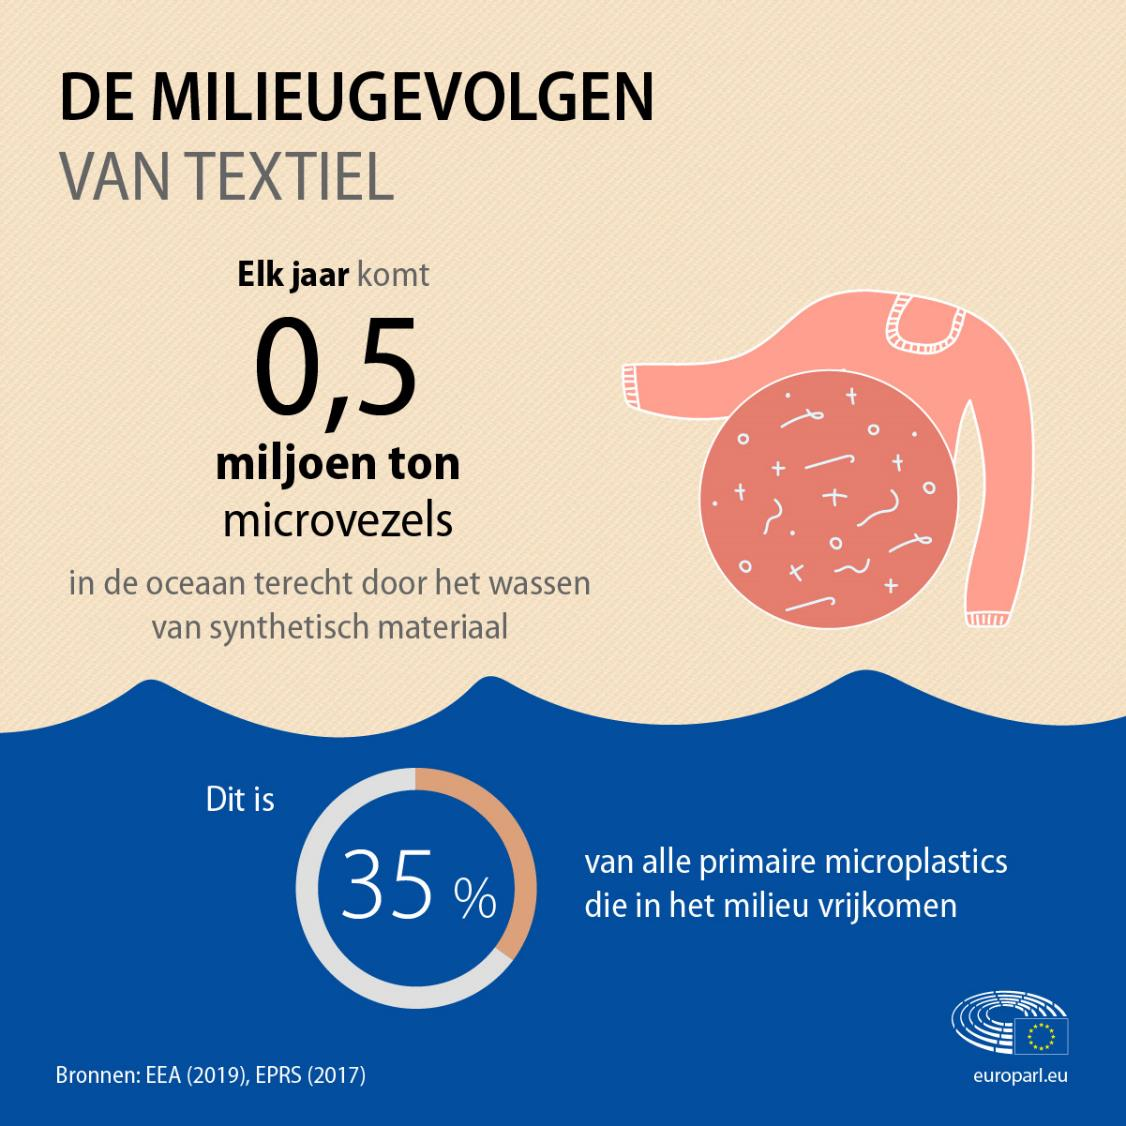 DE MILIEUGEVOLGEN
VAN TEXTIEL
Elk jaar komt
0,5
miljoen ton
microvezels
in de oceaan terecht door het wassen
van synthetisch materiaal
Dit is
35 %
van alle primaire microplastics
die in het milieu vrijkomen
Bronnen: EEA (2019), EPRS (2017)
europarl.eu